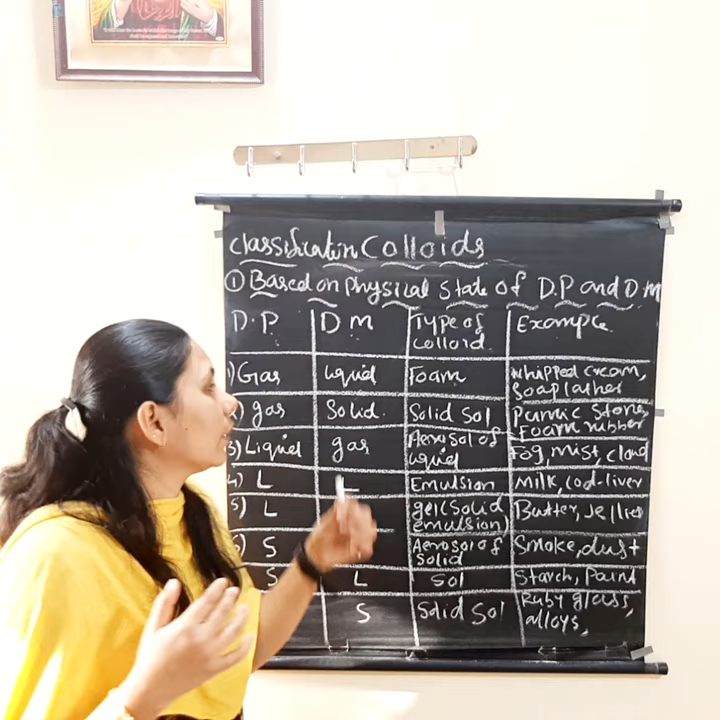 Classification Colloids
① Based on Physical State of D.P and D.M
D.P DM Type of colloid Example
1) Gas Liquid Foam whipped cream, Soap lather
) gas Solid Solid Sol Pumic Stones Foam rubber
3) Liquid gas Aerosol of Liquid Fog, mist, cloud
4) L L Emulsion milk, cod-liver
5) L gel (Solid emulsion) Butter, Jellies
) S Aerosol of Solid Smoke, dust
S L Sol Starch, Paint
S Solid Sol Ruby glass, alloys,